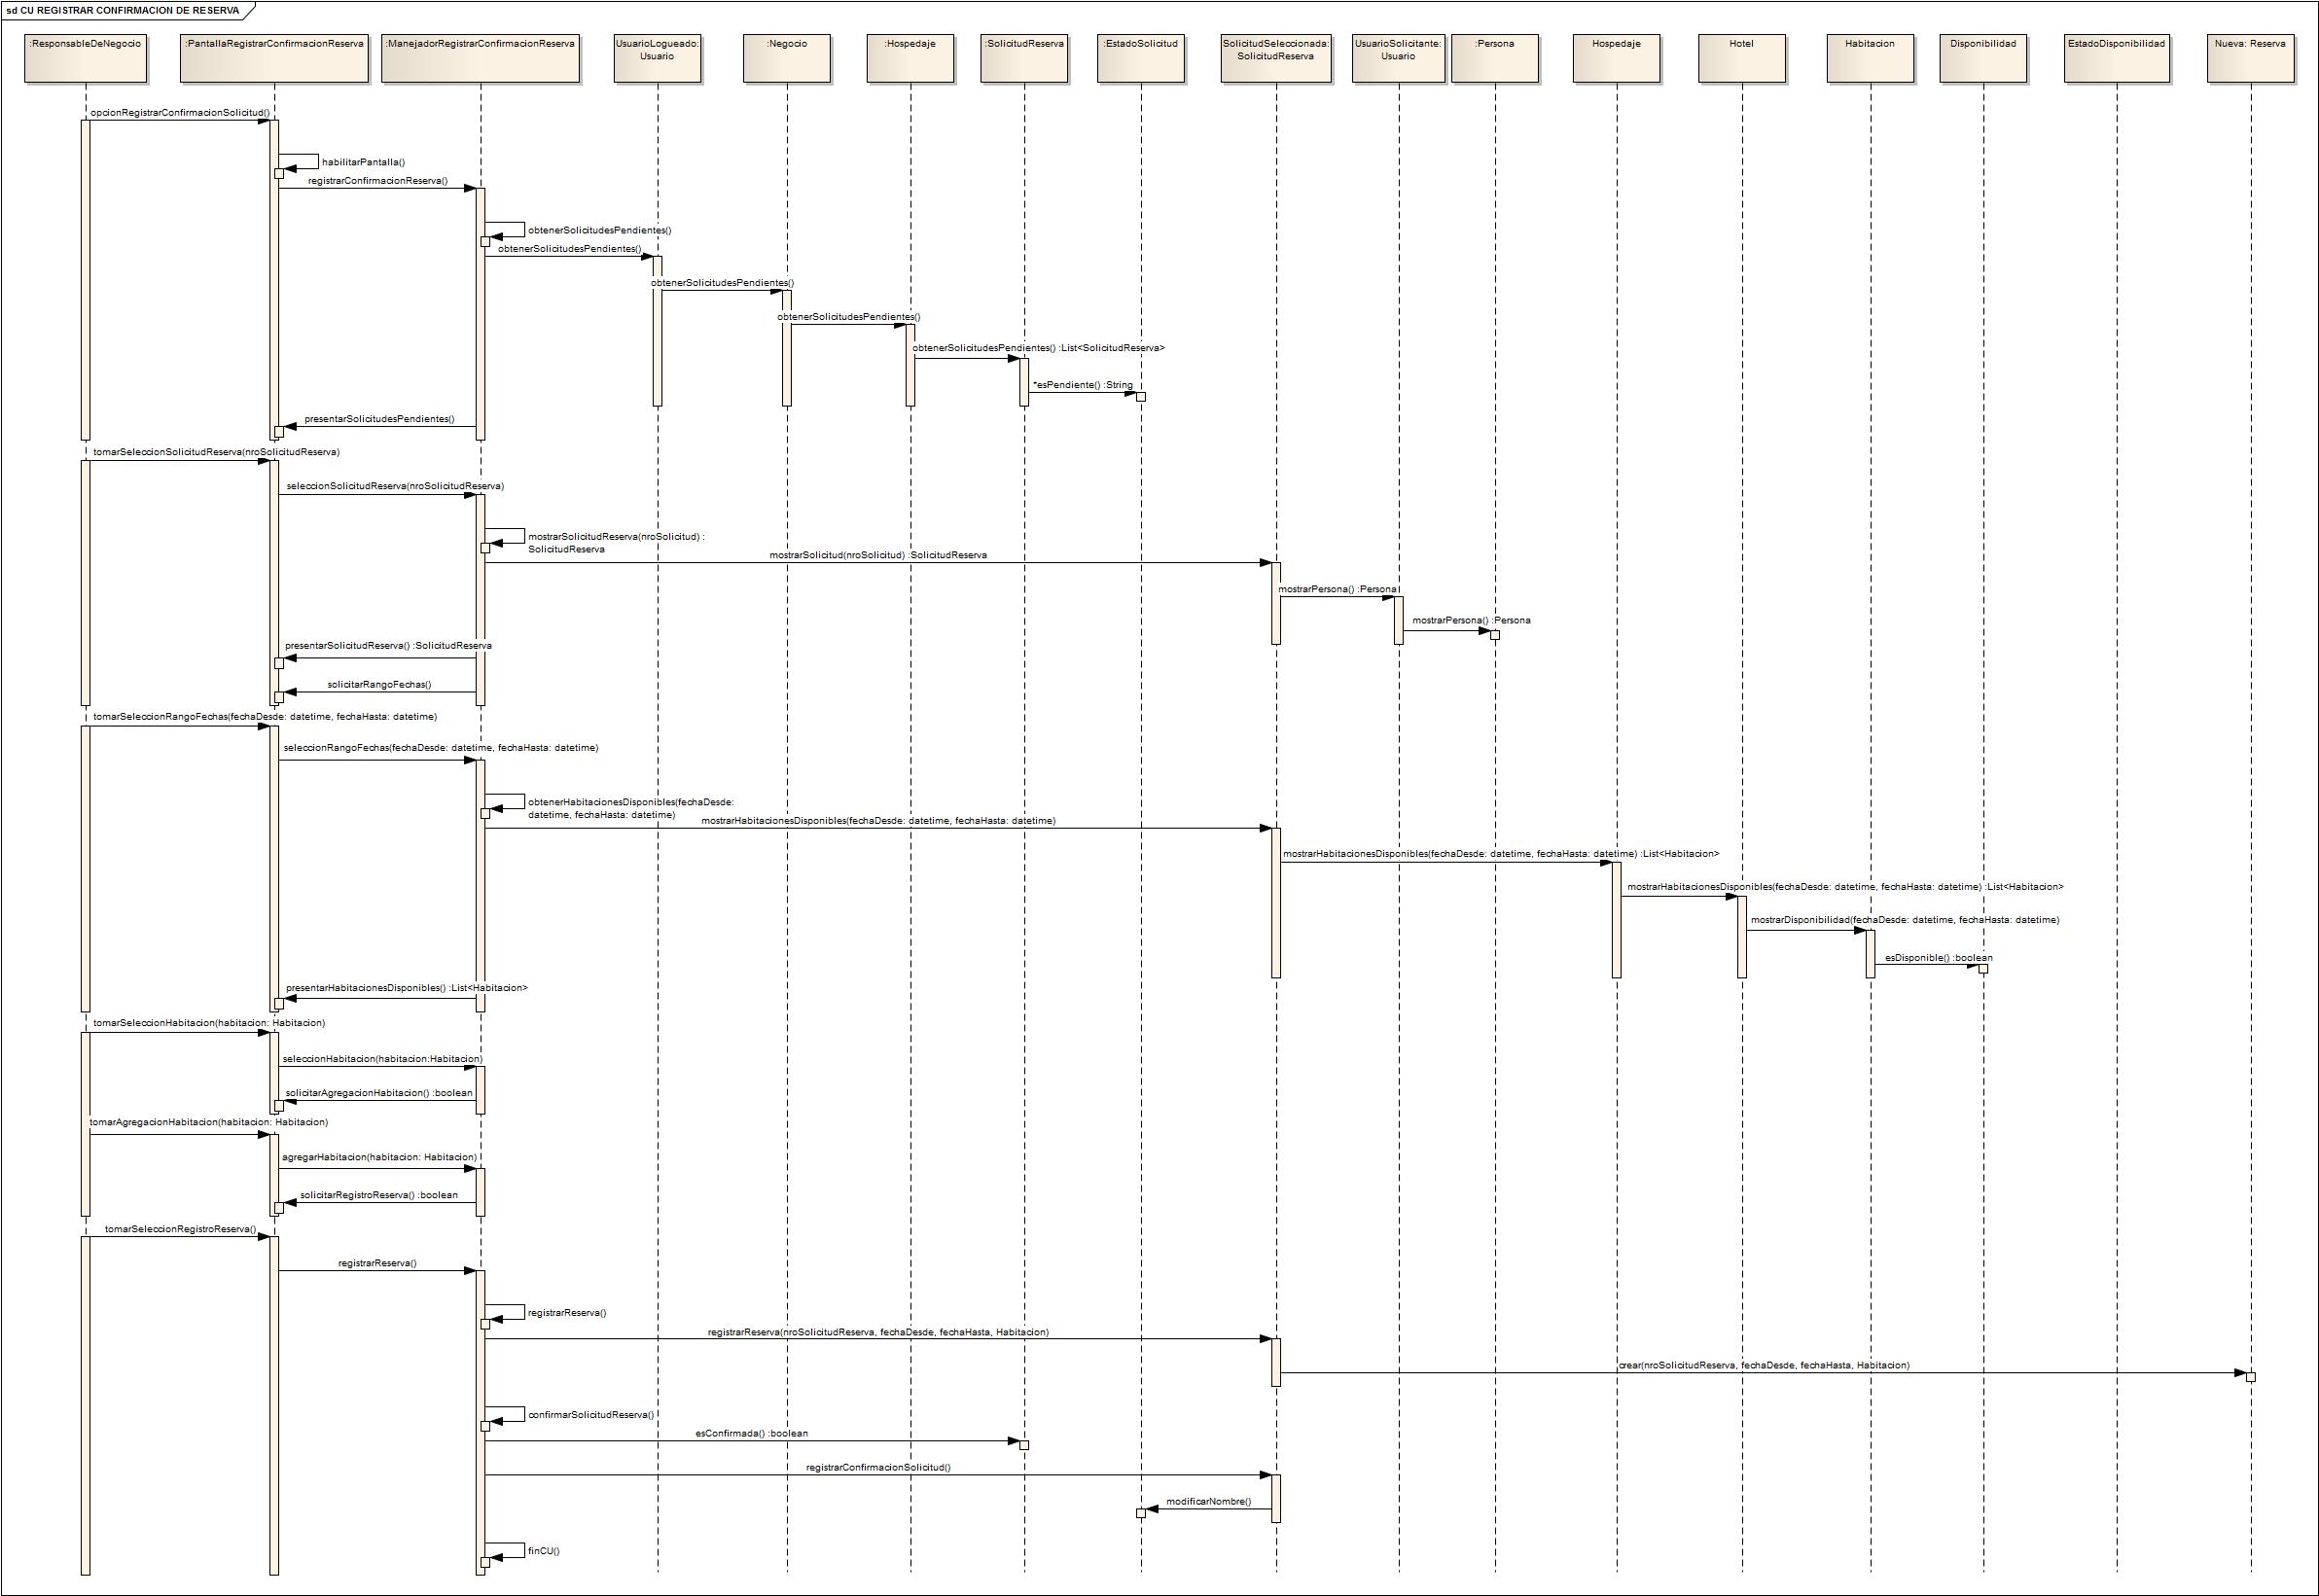 sd CU REGISTRAR CONFIRMACION DE RESERVA
:ResponsableDeNegocio
:PantallaRegistrarConfirmacionReserva
:ManejadorRegistrarConfirmacionReserva
UsuarioLogueado:
Usuario
:Negocio
:Hospedaje
:SolicitudReserva
:EstadoSolicitud
SolicitudSeleccionada:
SolicitudReserva
UsuarioSolicitante:
Usuario
:Persona
Hospedaje
Hotel
Habitacion
Disponibilidad
EstadoDisponibilidad
Nueva: Reserva
opcionRegistrarConfirmacionSolicitud()
habilitarPantalla()
registrarConfirmacionReserva()
obtenerSolicitudesPendientes()
obtenerSolicitudesPendientes()
obtenerSolicitudesPendientes()
obtenerSolicitudesPendientes()
obtenerSolicitudesPendientes() :List<SolicitudReserva>
*esPendiente() :String
presentarSolicitudesPendientes()
tomarSeleccionSolicitudReserva(nroSolicitudReserva)
seleccionSolicitudReserva(nroSolicitudReserva)
mostrarSolicitudReserva(nroSolicitud) :
SolicitudReserva
mostrarSolicitud(nroSolicitud) :SolicitudReserva
mostrarPersona() :Persona
mostrarPersona() :Persona
presentarSolicitudReserva() :SolicitudReserva
solicitarRangoFechas()
tomarSeleccionRangoFechas(fechaDesde: datetime, fechaHasta: datetime)
seleccionRangoFechas(fechaDesde: datetime, fechaHasta: datetime)
obtenerHabitacionesDisponibles(fechaDesde:
datetime, fechaHasta: datetime)
mostrarHabitacionesDisponibles(fechaDesde: datetime, fechaHasta: datetime)
mostrarHabitacionesDisponibles(fechaDesde: datetime, fechaHasta: datetime) :List<Habitacion>
mostrarHabitacionesDisponibles(fechaDesde: datetime, fechaHasta: datetime) :List<Habitacion>
mostrarDisponibilidad(fechaDesde: datetime, fechaHasta: datetime)
esDisponible() :boolean
presentarHabitacionesDisponibles() :List<Habitacion>
tomarSeleccionHabitacion(habitacion: Habitacion)
seleccionHabitacion(habitacion:Habitacion)
solicitarAgregacionHabitacion() :boolean
tomarAgregacionHabitacion(habitacion: Habitacion)
agregarHabitacion(habitacion: Habitacion)
solicitarRegistroReserva() :boolean
tomarSeleccionRegistroReserva()
registrarReserva()
registrarReserva()
registrarReserva(nroSolicitudReserva, fechaDesde, fechaHasta, Habitacion)
crear(nroSolicitudReserva, fechaDesde, fechaHasta, Habitacion)
confirmarSolicitudReserva()
esConfirmada() :boolean
registrarConfirmacionSolicitud()
modificarNombre()
finCU()